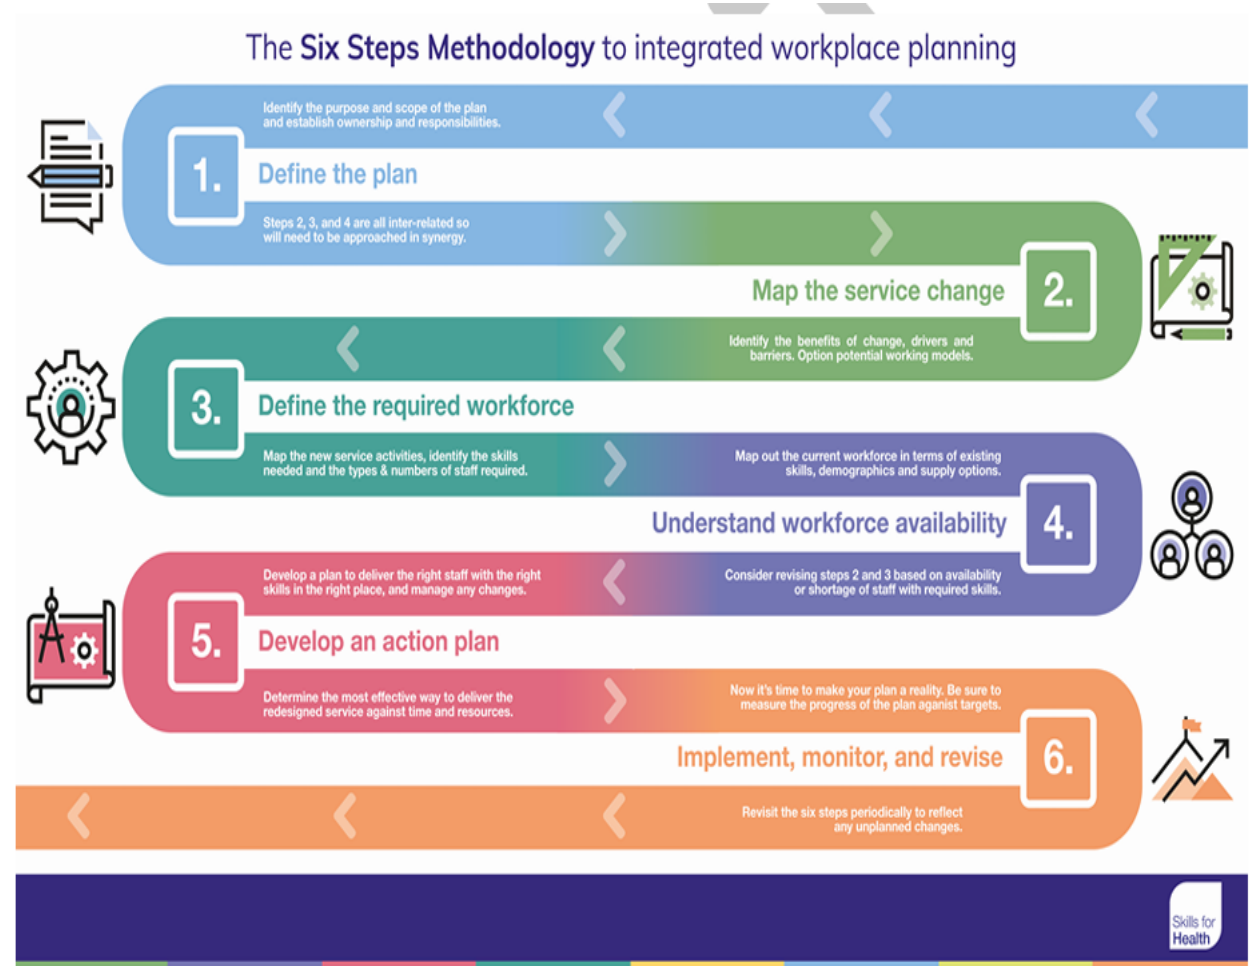 The Six Steps Methodology to integrated workplace planning
Identify the purpose and scope of the plan
and establish ownership and responsibilities.
1.
Define the plan
Steps 2, 3, and 4 are all inter-related so
will need to be approached in synergy.
Map the service change
2.
Identify the benefits of change, drivers and
barriers. Option potential working models.
3.
Define the required workforce
Map the new service activities, identify the skills
needed and the types & numbers of staff required.
Map out the current workforce in terms of existing
skills, demographics and supply options.
Understand workforce availability
4.
Consider revising steps 2 and 3 based on availability
or shortage of staff with required skills.
Develop a plan to deliver the right staff with the right
skills in the right place, and manage any changes.
5.
Develop an action plan
Determine the most effective way to deliver the
redesigned service against time and resources.
Now it's time to make your plan a reality. Be sure to
measure the progress of the plan aganist targets.
Implement, monitor, and revise
6.
Revisit the six steps periodically to reflect
any unplanned changes.
Skills for
Health